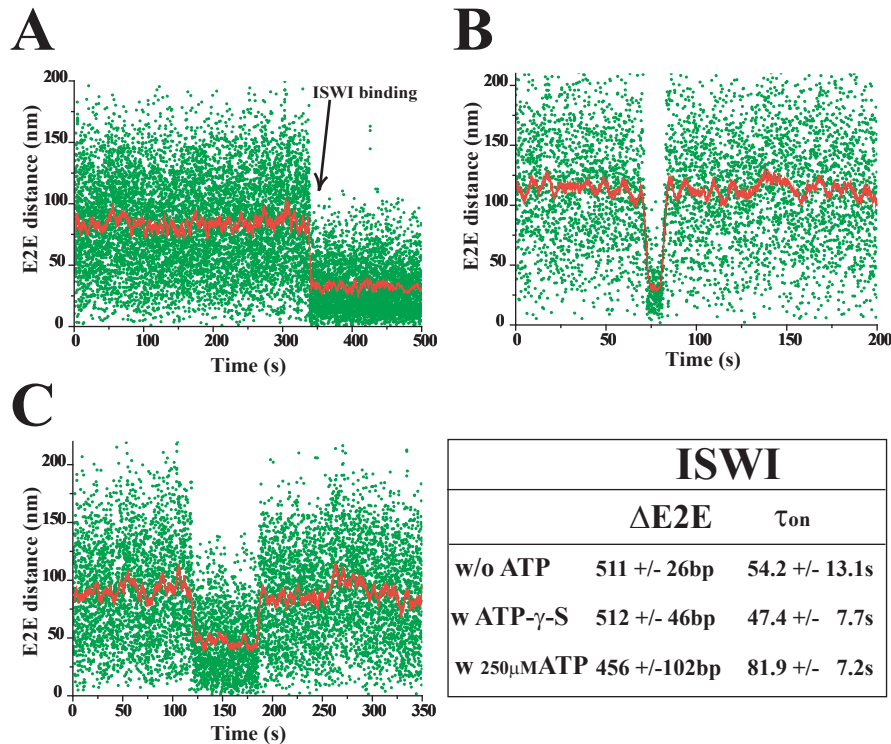 A
E2E distance (nm)
200
150
100
50
0
ISWI binding
0 100 200 300 400 500
Time (s)
B
E2E distance (nm)
200
150
100
50
0
0 50 100 150 200
Time (s)
C
E2E distance (nm)
200
150
100
50
0
0 50 100 150 200 250 300 350
Time (s)
ISWI
ΔE2E τon
w/o ATP 511 +/- 26bp 54.2 +/- 13.1s
w ATP-γ-S 512 +/- 46bp 47.4 +/- 7.7s
w 250μMATP 456 +/-102bp 81.9 +/- 7.2s